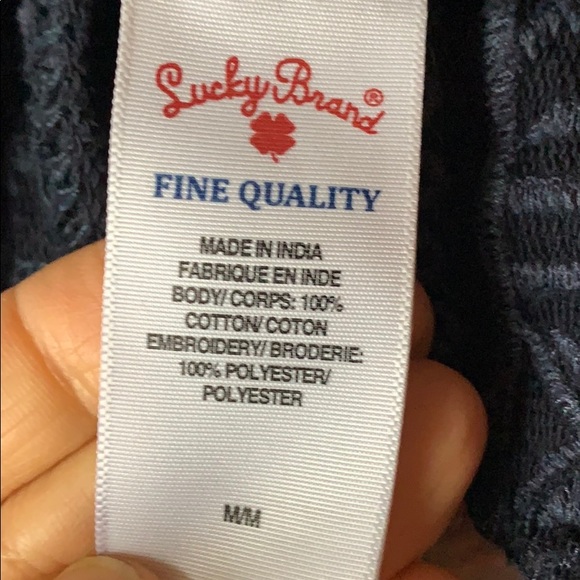 Lucky Brand®
FINE QUALITY
MADE IN INDIA
FABRIQUE EN INDE
BODY/ CORPS: 100%
COTTON/ COTON
EMBROIDERY/ BRODERIE:
100% POLYESTER/
POLYESTER
M/M